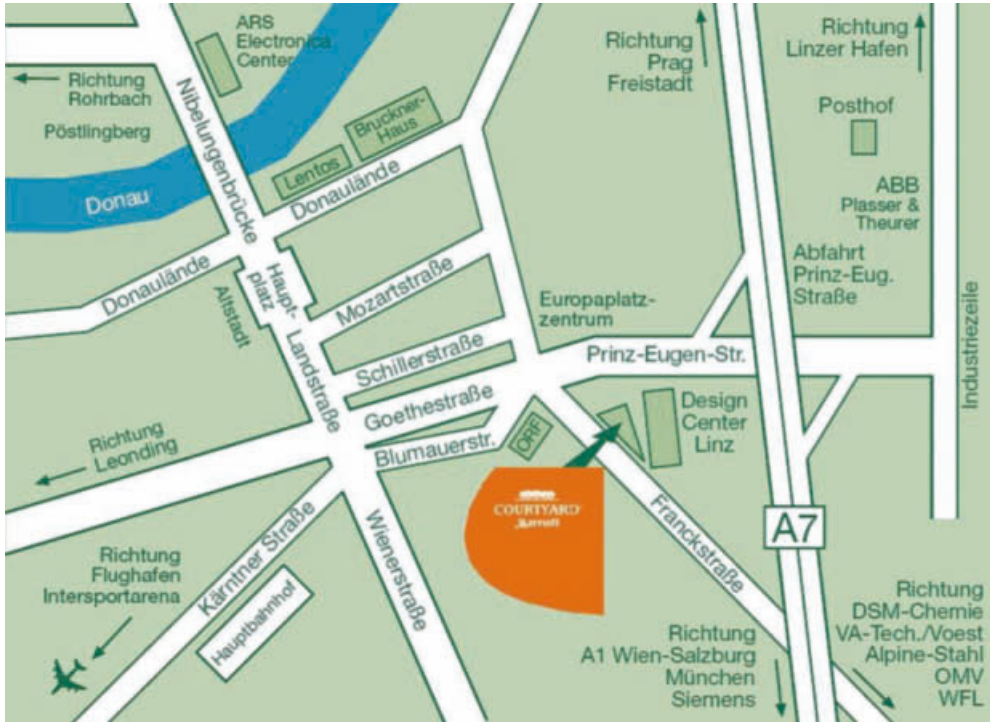 ARS
Electronica
Center
Richtung
Rohrbach
Pöstlingberg
Nibelungenbrücke
Donau
Lentos
Bruckner-
Haus
Donaulände
Donaulände
Haupt-
platz
Altstadt
Mozartstraße
Landstraße
Schillerstraße
Goethestraße
Blumauerstr.
Richtung
Prag
Freistadt
Richtung
Linzer Hafen
Posthof
ABB
Plasser &
Theurer
Abfahrt
Prinz-Eug.
Straße
Industriezeile
Europaplatz-
zentrum
Prinz-Eugen-Str.
Design
Center
Linz
ORF
COURTYARD
Marriott
Richtung
Leonding
Richtung
Flughafen
Intersportarena
Kärntner Straße
Hauptbahnhof
Wienerstraße
Franckstraße
A7
Richtung
A1 Wien-Salzburg
München
Siemens
Richtung
DSM-Chemie
VA-Tech./Voest
Alpine-Stahl
OMV
WFL